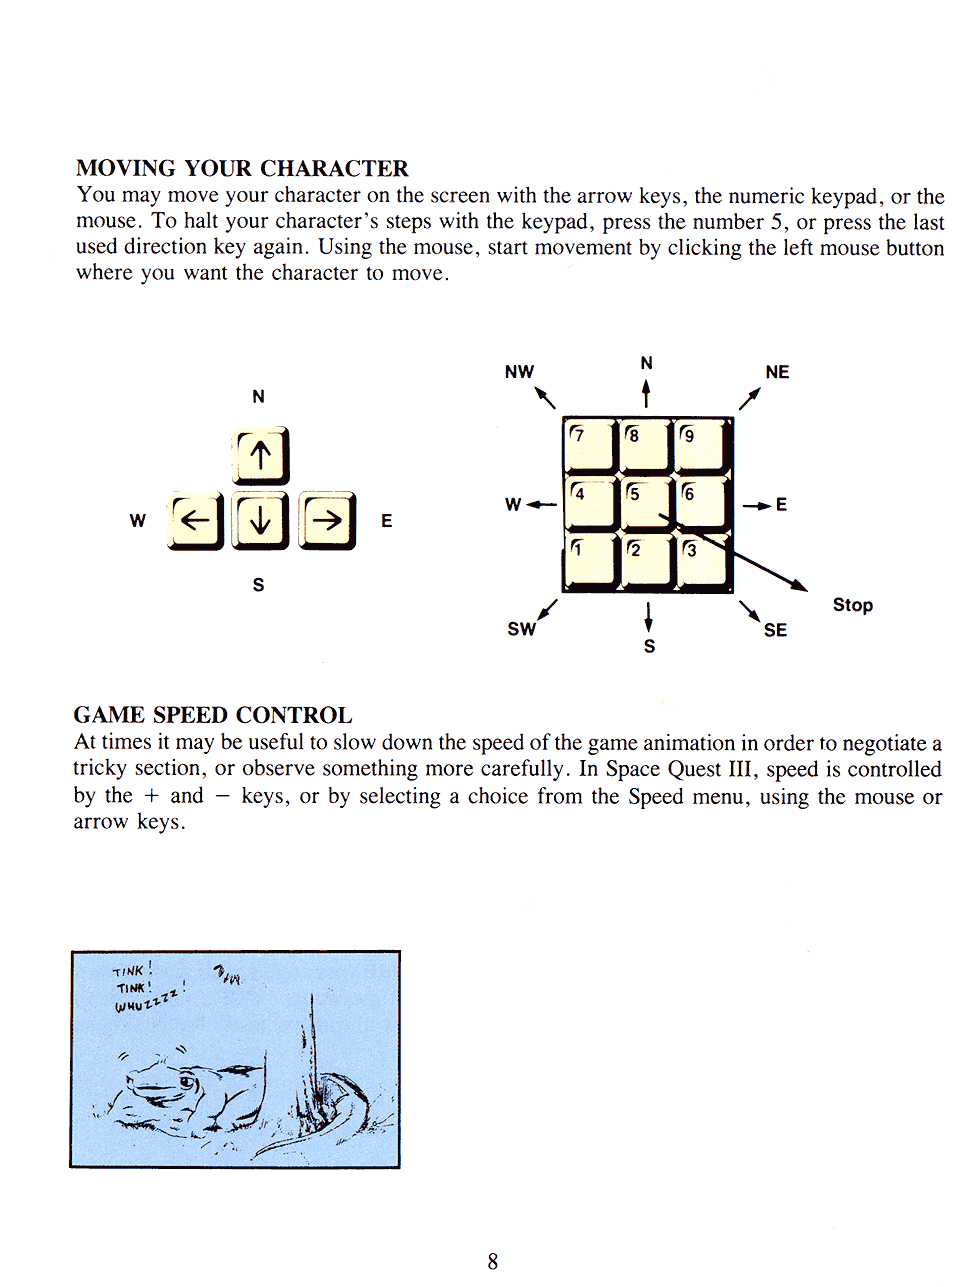 MOVING YOUR CHARACTER
You may move your character on the screen with the arrow keys, the numeric keypad, or the
mouse. To halt your character's steps with the keypad, press the number 5, or press the last
used direction key again. Using the mouse, start movement by clicking the left mouse button
where you want the character to move.
N
W
E
S
NW
N
NE
7 8 9
W
4 5 6
E
1 2 3
Stop
SW
S
SE
GAME SPEED CONTROL
At times it may be useful to slow down the speed of the game animation in order to negotiate a
tricky section, or observe something more carefully. In Space Quest III, speed is controlled
by the + and − keys, or by selecting a choice from the Speed menu, using the mouse or
arrow keys.
TINK!
TINK!
WHUZZZZ!
8